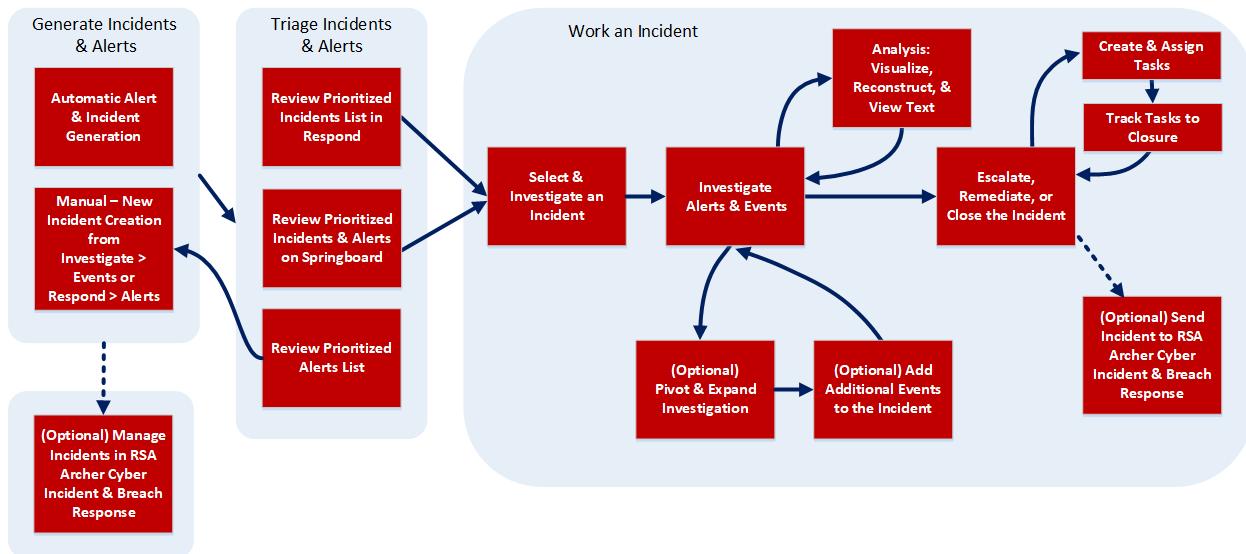 Generate Incidents
& Alerts
Automatic Alert
& Incident
Generation
Manual – New
Incident Creation
from
Investigate >
Events or
Respond > Alerts
(Optional) Manage
Incidents in RSA
Archer Cyber
Incident & Breach
Response
Triage Incidents
& Alerts
Review Prioritized
Incidents List in
Respond
Review Prioritized
Incidents & Alerts
on Springboard
Review Prioritized
Alerts List
Work an Incident
Select &
Investigate an
Incident
Investigate
Alerts & Events
Analysis:
Visualize,
Reconstruct, &
View Text
(Optional)
Pivot & Expand
Investigation
(Optional) Add
Additional Events
to the Incident
Escalate,
Remediate, or
Close the Incident
Create & Assign
Tasks
Track Tasks to
Closure
(Optional) Send
Incident to RSA
Archer Cyber
Incident & Breach
Response